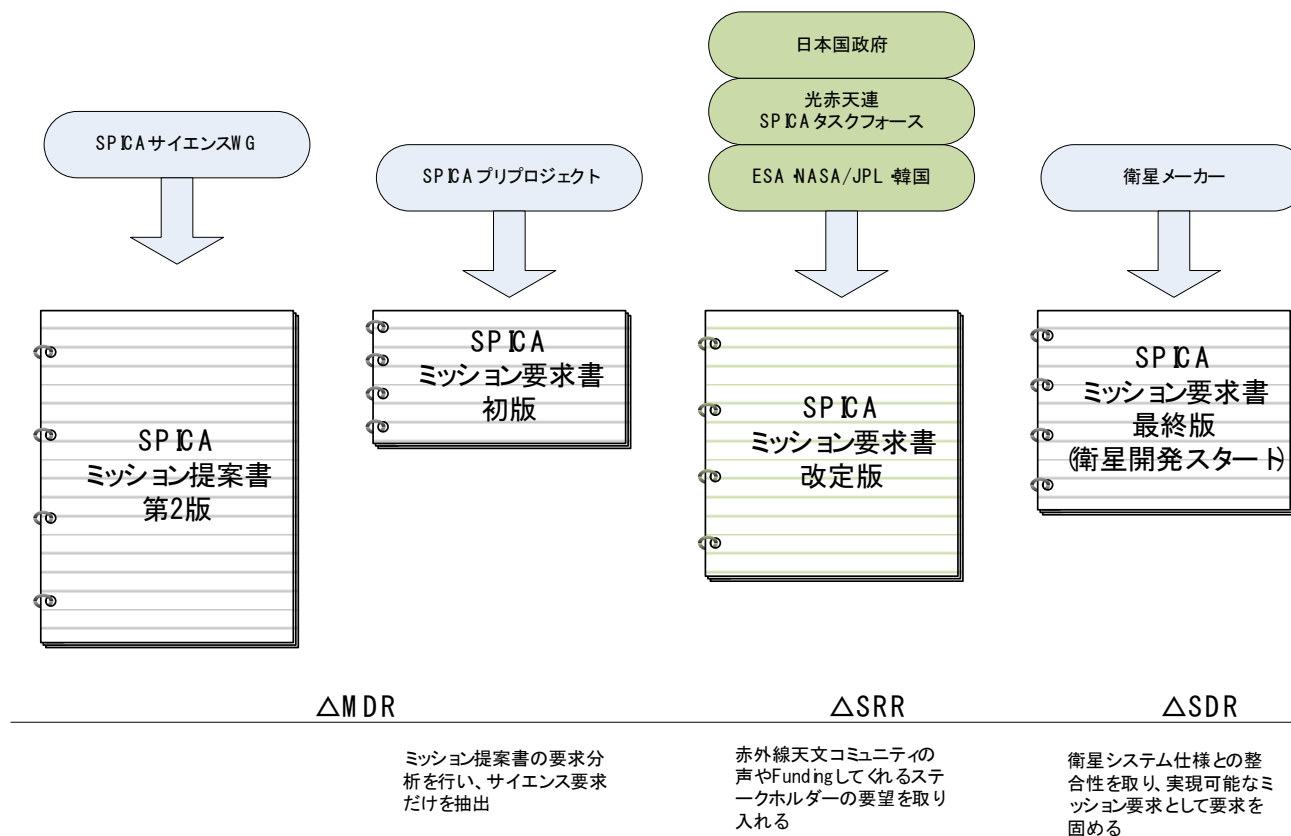 日本国政府
光赤天連
SPICAタスクフォース
ESA・NASA/JPL・韓国
SPICAサイエンスWG
SPICAプリプロジェクト
衛星メーカー
SPICA
ミッション提案書
第2版
SPICA
ミッション要求書
初版
SPICA
ミッション要求書
改定版
SPICA
ミッション要求書
最終版
(衛星開発スタート)
△MDR
△SRR
△SDR
ミッション提案書の要求分
析を行い、サイエンス要求
だけを抽出
赤外線天文コミュニティの
声やFundingしてくれるステ
ークホルダーの要望を取り
入れる
衛星システム仕様との整
合性を取り、実現可能なミ
ッション要求として要求を
固める